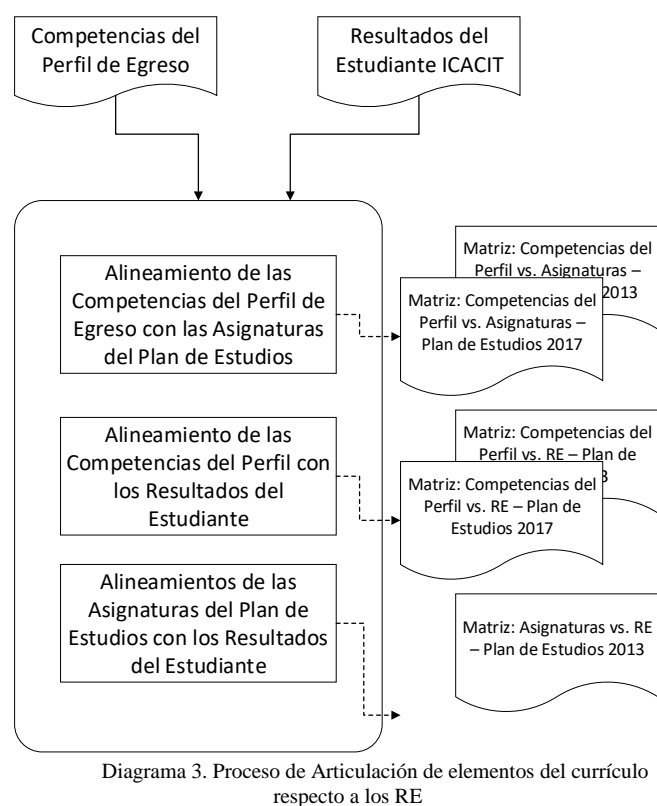 Competencias del
Perfil de Egreso
Resultados del
Estudiante ICACIT
Alineamiento de las
Competencias del Perfil de
Egreso con las Asignaturas
del Plan de Estudios
Matriz: Competencias del
Perfil vs. Asignaturas –
2013
Matriz: Competencias del
Perfil vs. Asignaturas –
Plan de Estudios 2017
Alineamiento de las
Competencias del Perfil con
los Resultados del
Estudiante
Matriz: Competencias del
Perfil vs. RE – Plan de
3
Matriz: Competencias del
Perfil vs. RE – Plan de
Estudios 2017
Alineamientos de las
Asignaturas del Plan de
Estudios con los Resultados
del Estudiante
Matriz: Asignaturas vs. RE
– Plan de Estudios 2013
Diagrama 3. Proceso de Articulación de elementos del currículo
respecto a los RE